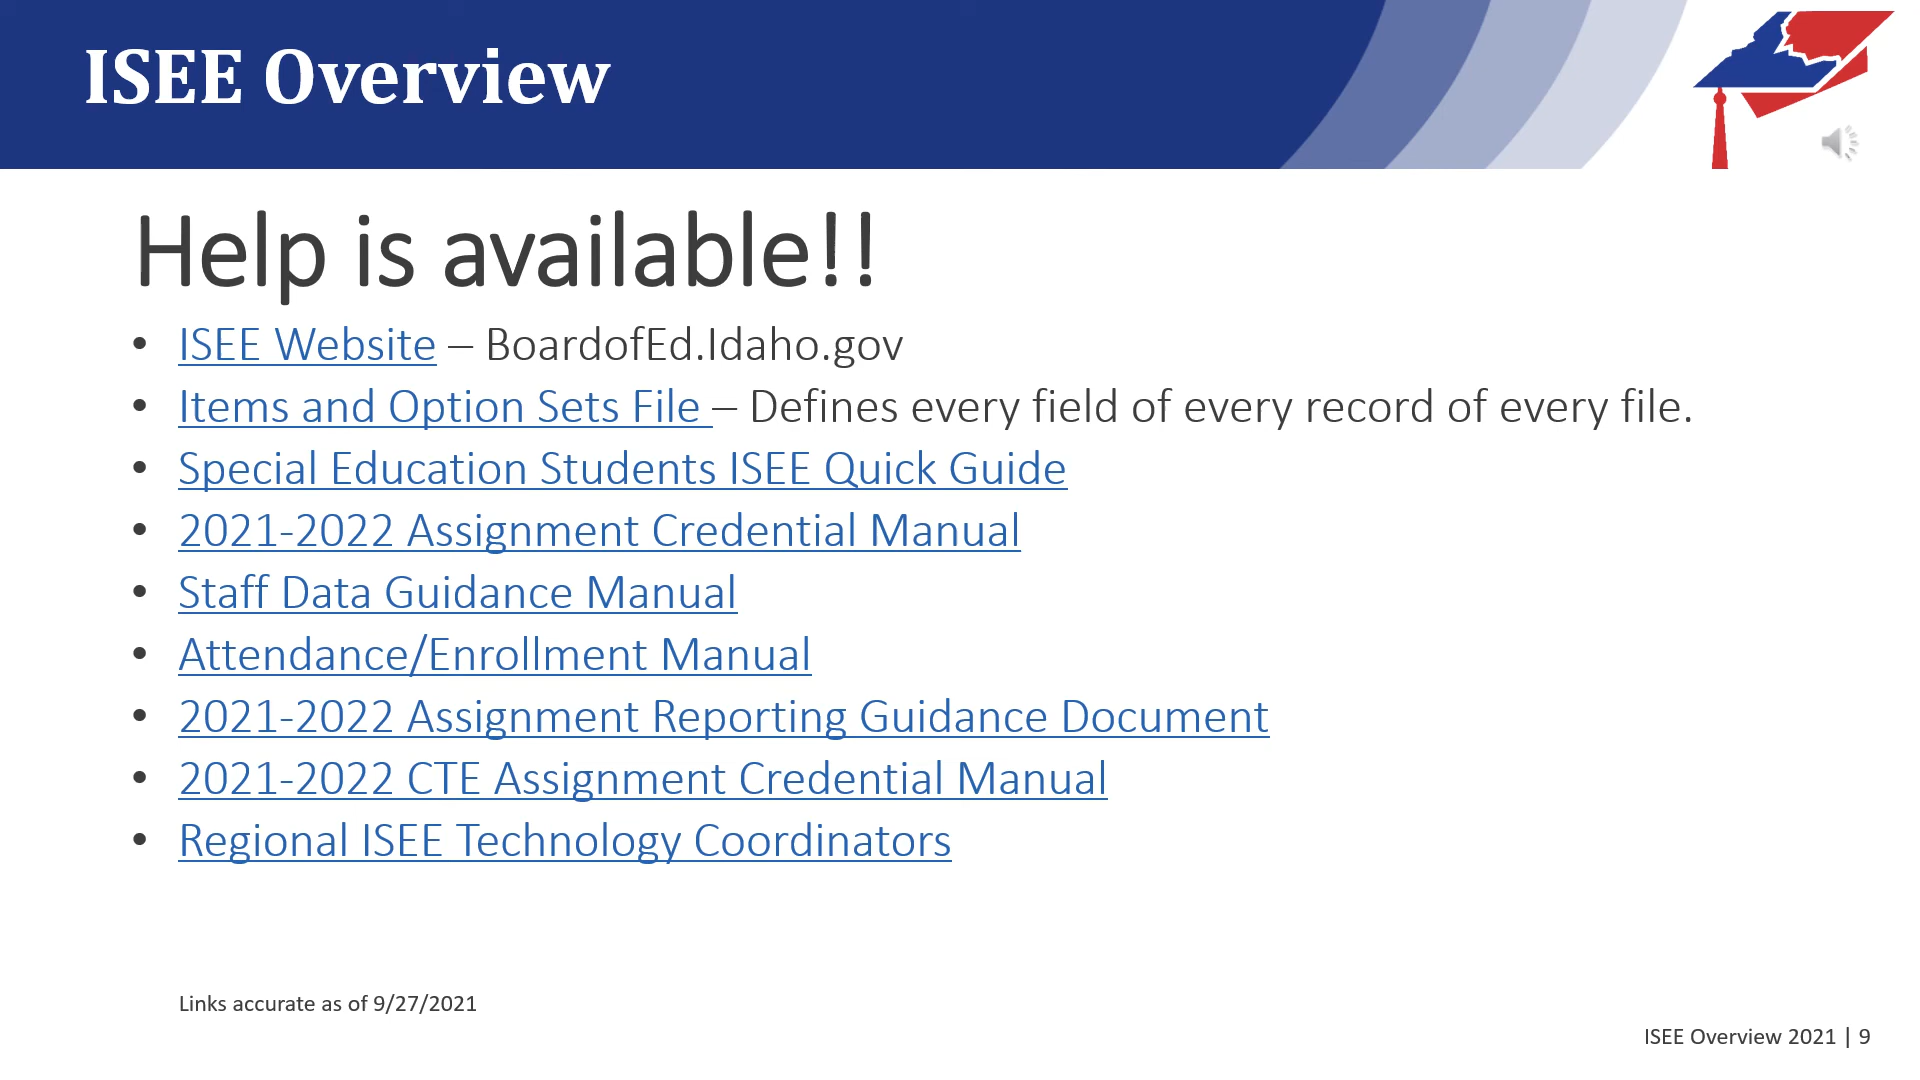 ISEE Overview
Help is available!!
• ISEE Website – BoardofEd.Idaho.gov
• Items and Option Sets File – Defines every field of every record of every file.
• Special Education Students ISEE Quick Guide
• 2021-2022 Assignment Credential Manual
• Staff Data Guidance Manual
• Attendance/Enrollment Manual
• 2021-2022 Assignment Reporting Guidance Document
• 2021-2022 CTE Assignment Credential Manual
• Regional ISEE Technology Coordinators
Links accurate as of 9/27/2021
ISEE Overview 2021 | 9